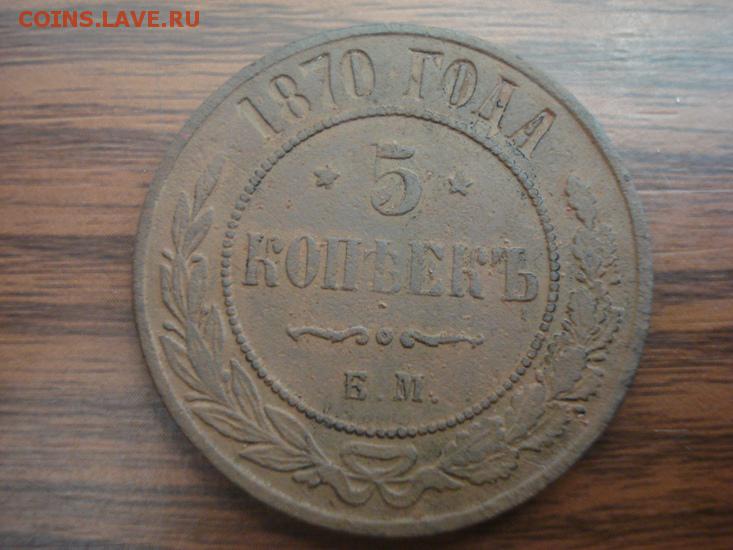 COINS.LAVE.RU
1870 ГОДА
5
КОПѢЕКЪ
Е.М.